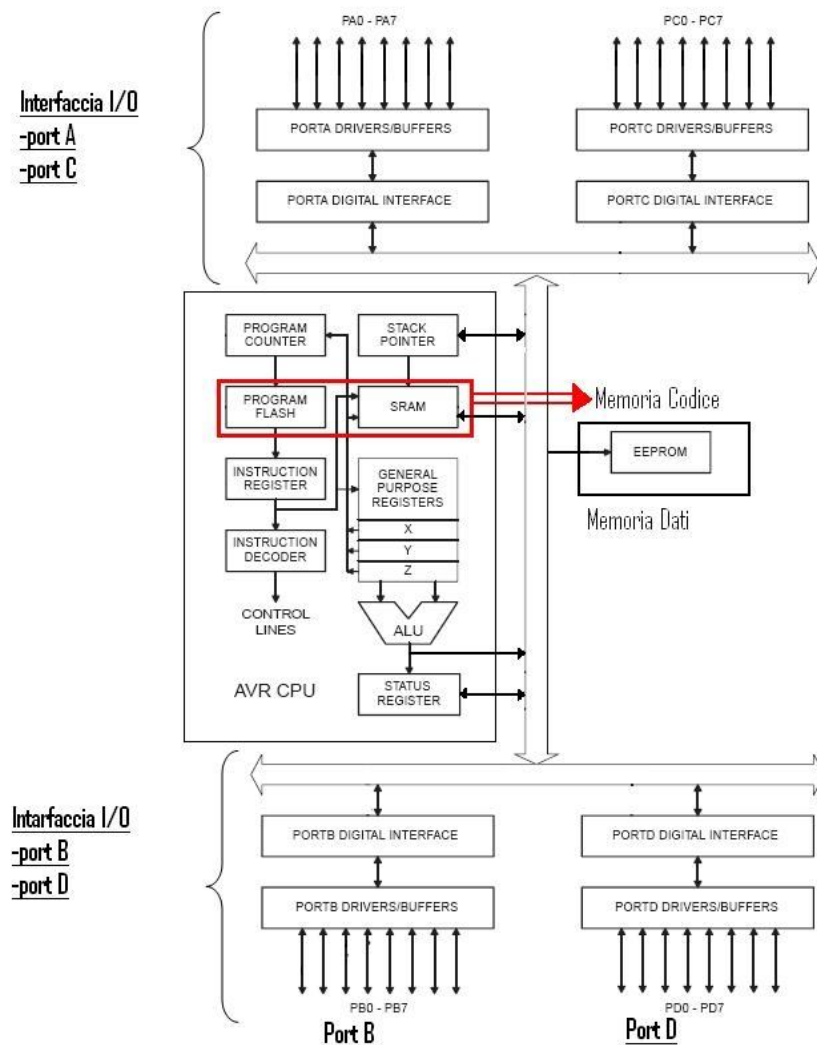 PA0 - PA7
PC0 - PC7
Interfaccia I/O
-port A
-port C
PORTA DRIVERS/BUFFERS
PORTC DRIVERS/BUFFERS
PORTA DIGITAL INTERFACE
PORTC DIGITAL INTERFACE
PROGRAM
COUNTER
STACK
POINTER
PROGRAM
FLASH
SRAM
Memoria Codice
EEPROM
Memoria Dati
INSTRUCTION
REGISTER
GENERAL
PURPOSE
REGISTERS
X
Y
Z
INSTRUCTION
DECODER
CONTROL
LINES
ALU
AVR CPU
STATUS
REGISTER
Intarfaccia I/O
-port B
-port D
PORTB DIGITAL INTERFACE
PORTD DIGITAL INTERFACE
PORTB DRIVERS/BUFFERS
PORTD DRIVERS/BUFFERS
PB0 - PB7
PD0 - PD7
Port B
Port D